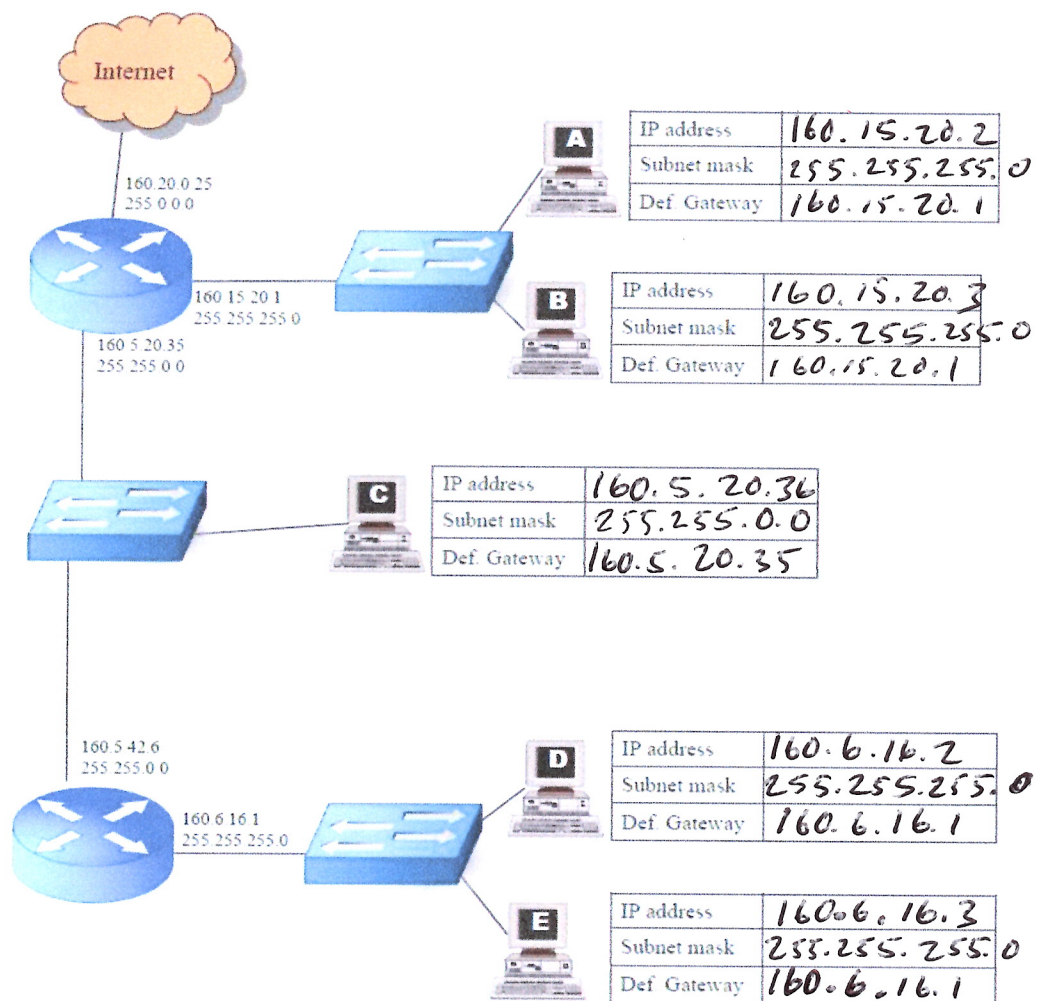 Internet
160.20.0.25
255 0 0 0
160 15 20 1
255 255 255 0
160 5 20.35
255 255 0 0
A
IP address 160.15.20.2
Subnet mask 255.255.255.0
Def. Gateway 160.15.20.1
B
IP address 160.15.20.3
Subnet mask 255.255.255.0
Def. Gateway 160.15.20.1
C
IP address 160.5.20.36
Subnet mask 255.255.0.0
Def. Gateway 160.5.20.35
160.5.42.6
255 255.0 0
160 6 16 1
255 255 255.0
D
IP address 160.6.16.2
Subnet mask 255.255.255.0
Def. Gateway 160.6.16.1
E
IP address 160.6.16.3
Subnet mask 255.255.255.0
Def. Gateway 160.6.16.1